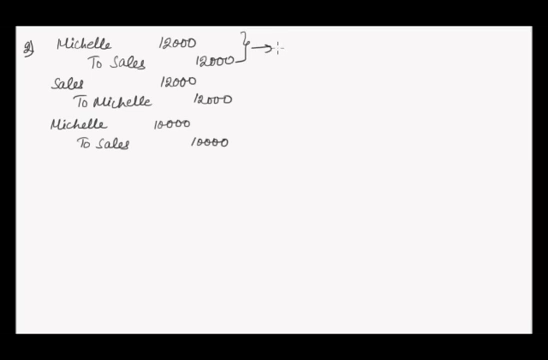 2) Michelle 12000
To Sales 12000
Sales 12000
To Michelle 12000
Michelle 10000
To Sales 10000